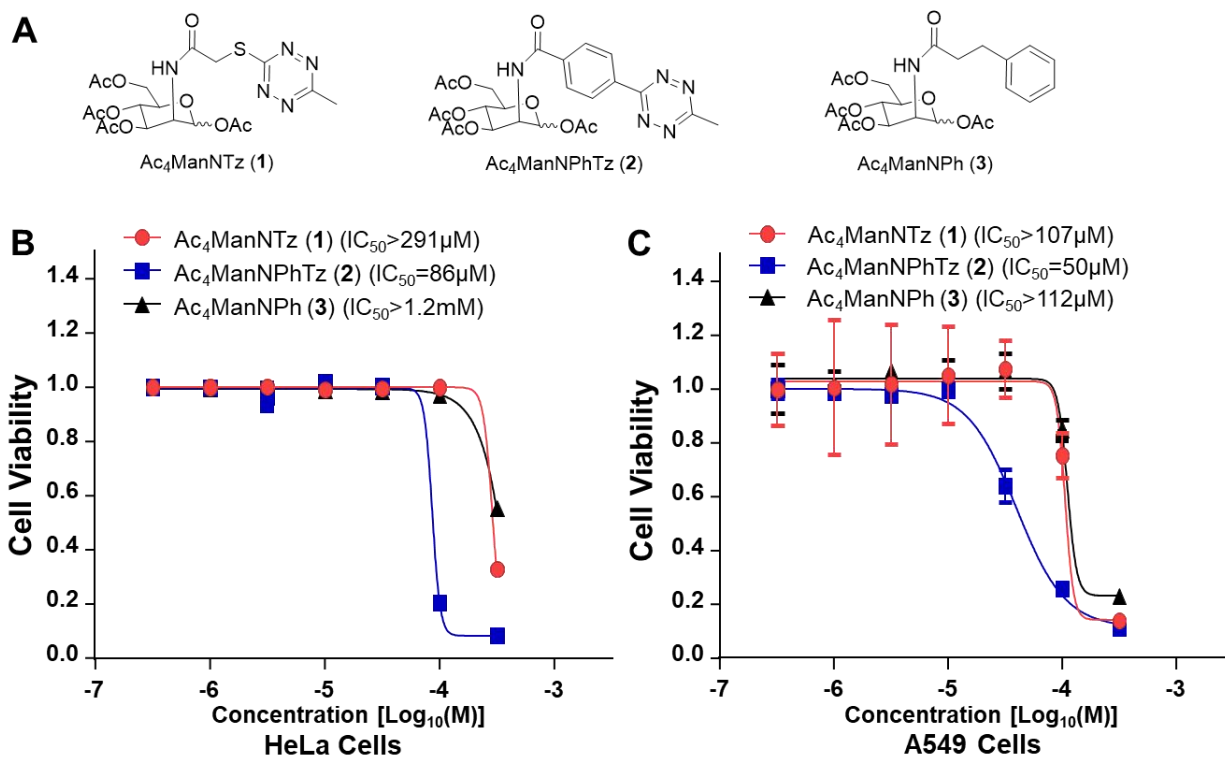 A
O
S
N
N
HN
N
N
AcO
O
AcO
AcO
OAc
Ac₄ManNTz (1)
O
HN
N
N
N
N
AcO
O
AcO
AcO
OAc
Ac₄ManNPhTz (2)
O
HN
AcO
O
AcO
AcO
OAc
Ac₄ManNPh (3)
B
Ac₄ManNTz (1) (IC₅₀>291µM)
Ac₄ManNPhTz (2) (IC₅₀=86µM)
Ac₄ManNPh (3) (IC₅₀>1.2mM)
Cell Viability
1.4
1.2
1.0
0.8
0.6
0.4
0.2
0.0
-7 -6 -5 -4 -3
Concentration [Log₁₀(M)]
HeLa Cells
C
Ac₄ManNTz (1) (IC₅₀>107µM)
Ac₄ManNPhTz (2) (IC₅₀=50µM)
Ac₄ManNPh (3) (IC₅₀>112µM)
Cell Viability
1.4
1.2
1.0
0.8
0.6
0.4
0.2
0.0
-7 -6 -5 -4 -3
Concentration [Log₁₀(M)]
A549 Cells